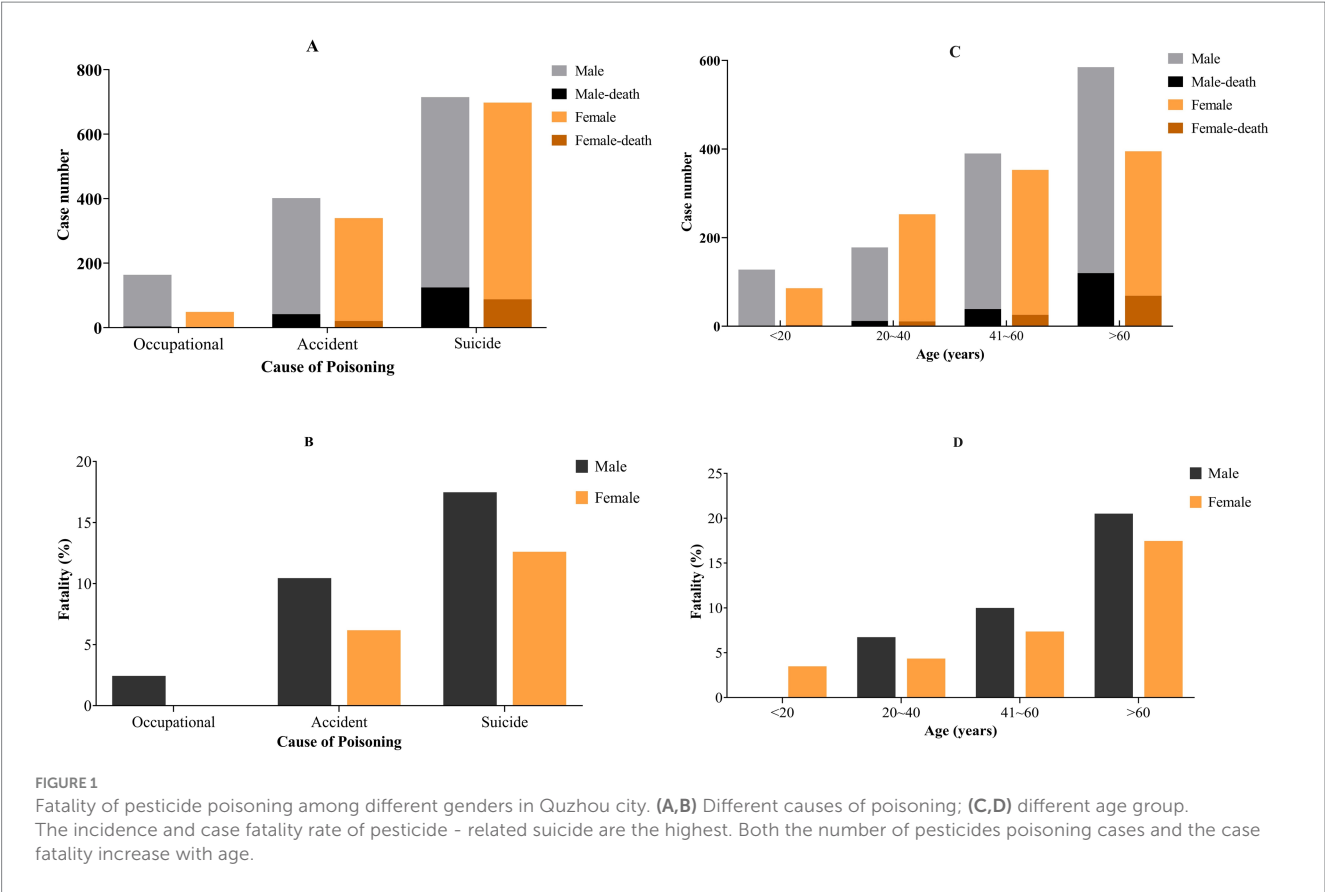 A
800
600
400
200
0
Case number
Occupational Accident Suicide
Cause of Poisoning
Male
Male-death
Female
Female-death
C
600
400
200
0
Case number
<20 20~40 41~60 >60
Age (years)
Male
Male-death
Female
Female-death
B
20
15
10
5
0
Fatality (%)
Occupational Accident Suicide
Cause of Poisoning
Male
Female
D
25
20
15
10
5
0
Fatality (%)
<20 20~40 41~60 >60
Age (years)
Male
Female
FIGURE 1
Fatality of pesticide poisoning among different genders in Quzhou city. (A,B) Different causes of poisoning; (C,D) different age group.
The incidence and case fatality rate of pesticide - related suicide are the highest. Both the number of pesticides poisoning cases and the case
fatality increase with age.